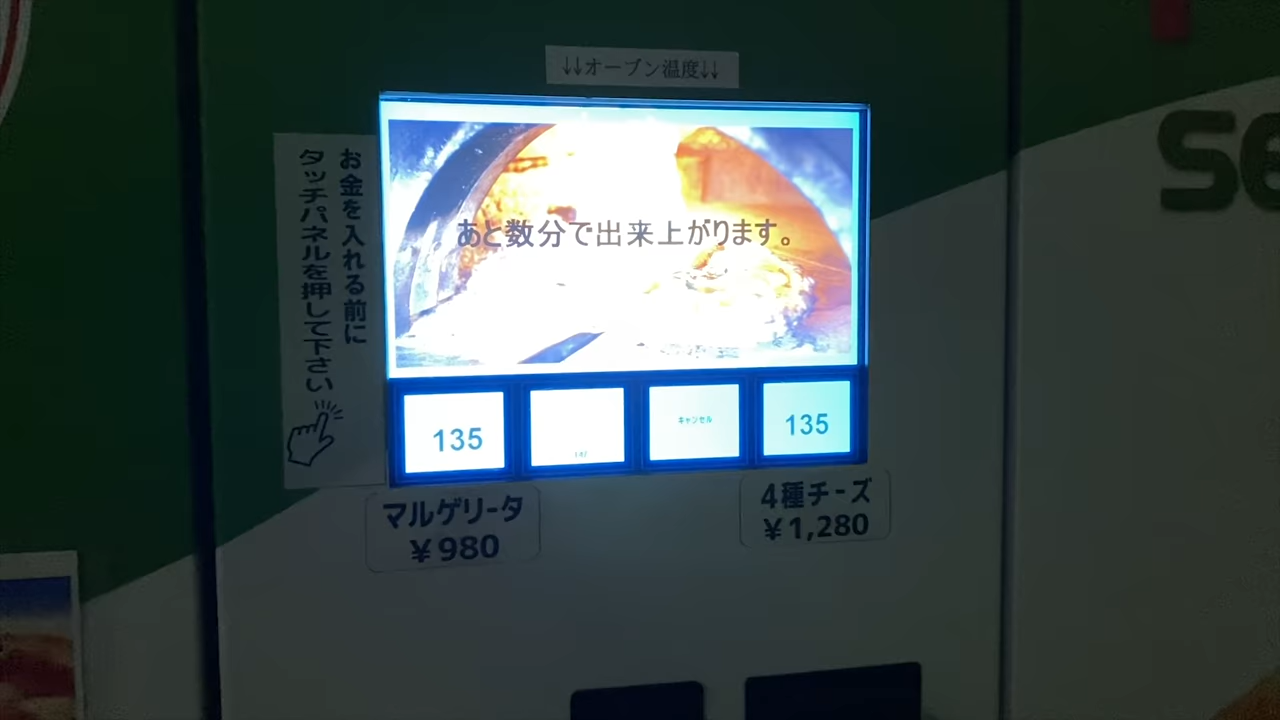 ↓↓オーブン温度↓↓
お金を入れる前に
タッチパネルを押して下さい
あと数分で出来上がります。
135
キャンセル
135
マルゲリータ
¥980
4種チーズ
¥1,280